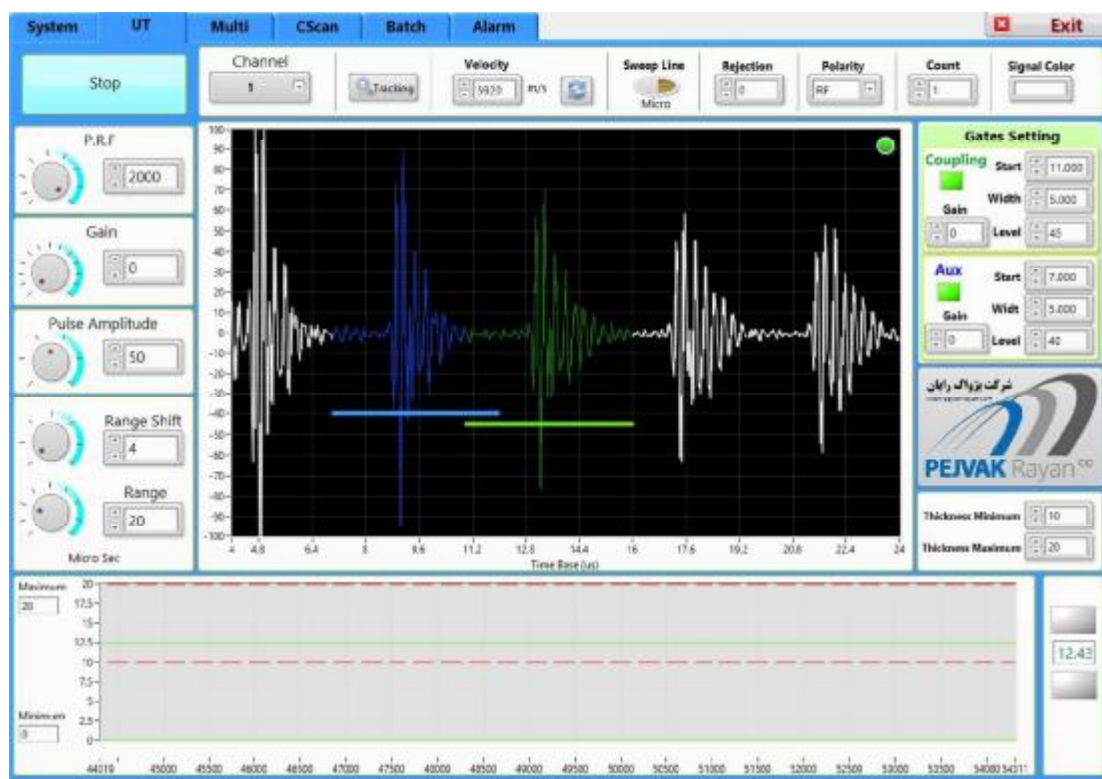 System UT Multi CScan Batch Alarm Exit
Stop
Channel
1
Tracking
Velocity
5920 m/s
Sweep Line
Micro
Rejection
0
Polarity
RF
Count
1
Signal Color
P.R.F
2000
Gain
0
Pulse Amplitude
50
Range Shift
4
Range
20
Micro Sec
100
90
80
70
60
50
40
30
20
10
0
-10
-20
-30
-40
-50
-60
-70
-80
-90
-100
4 4.8 6.4 8 9.6 11.2 12.8 14.4 16 17.6 19.2 20.8 22.4 24
Time Base (us)
Gates Setting
Coupling
Start 11.000
Width 5.000
Gain
0
Level 45
Aux
Start 7.000
Widt 5.000
Gain
0
Level 40
شرکت پژواک رایان
PEJVAK Rayan co
Thickness Minimum 10
Thickness Maximum 20
Maximum
20
Minimum
0
20
17.5
15
12.5
10
7.5
5
2.5
0
44319 45000 45500 46000 46500 47000 47500 48000 48500 49000 49500 50000 50500 51000 51500 52000 52500 53000 53500 54000 54311
12.43